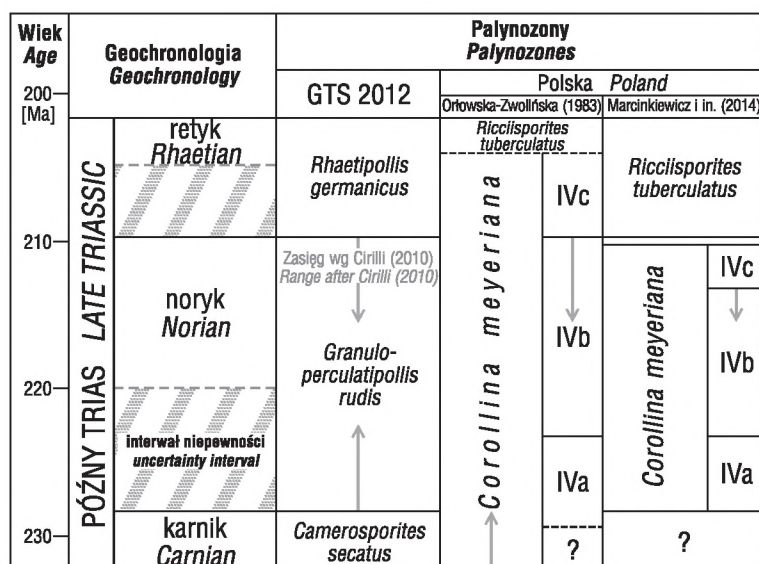 Wiek
Age
Geochronologia
Geochronology
Palynozony
Palynozones
GTS 2012
Polska Poland
Orłowska-Zwolińska (1983)
Marcinkiewicz i in. (2014)
200
[Ma]
210
220
230
PÓŹNY TRIAS LATE TRIASSIC
retyk
Rhaetian
noryk
Norian
interwał niepewności
uncertainty interval
karnik
Carnian
Rhaetipollis
germanicus
Zasięg wg Cirilli (2010)
Range after Cirilli (2010)
Granulo-
perculatipollis
rudis
Camerosporites
secatus
Ricciisporites
tuberculatus
Corollina meyeriana
IVc
IVb
IVa
?
Ricciisporites
tuberculatus
Corollina meyeriana
IVc
IVb
IVa
?